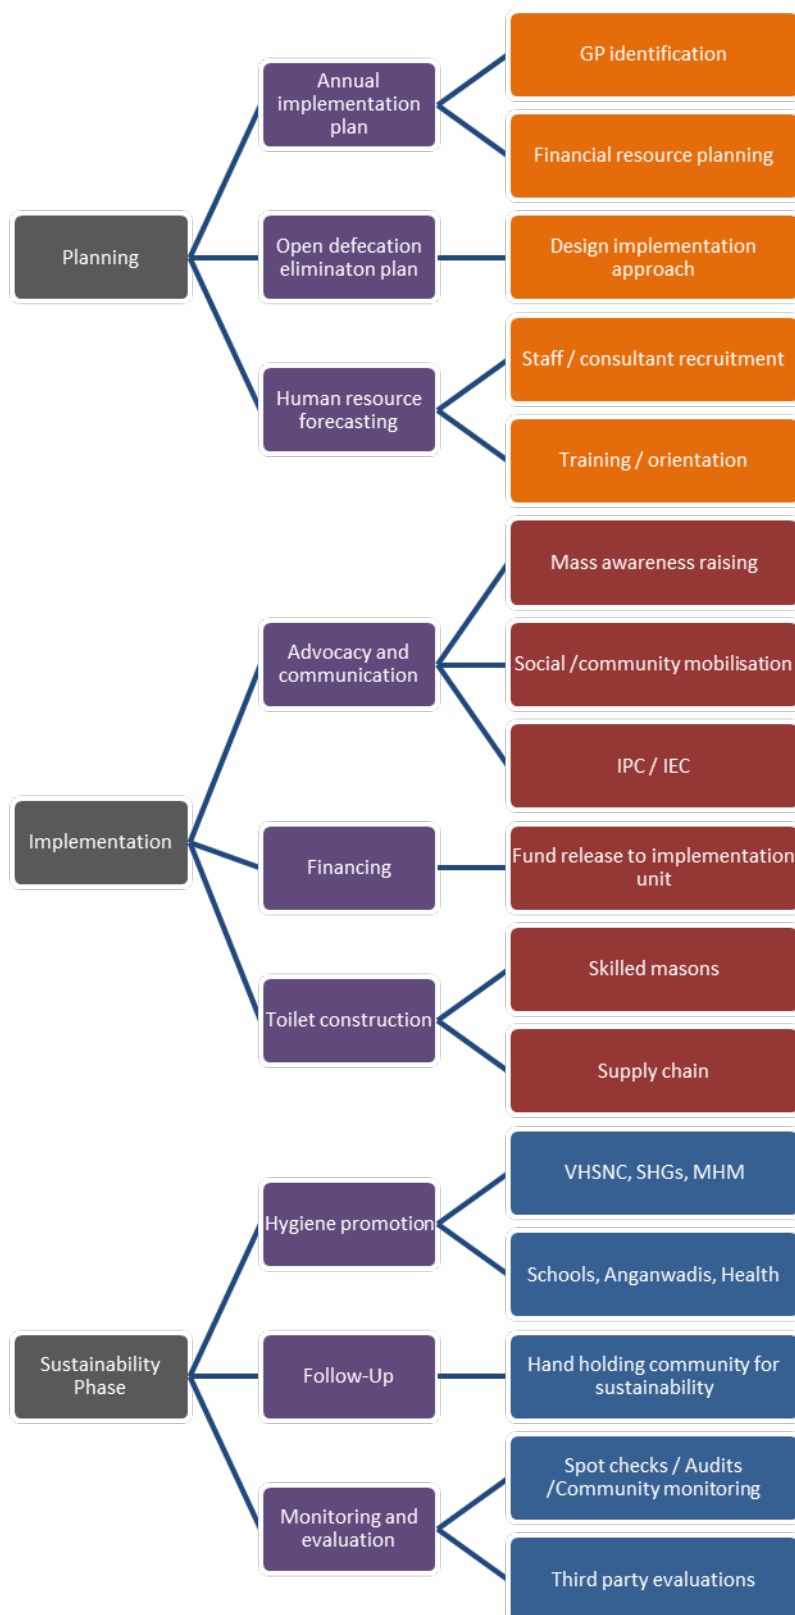 Planning
Annual
implementation
plan
GP identification
Financial resource planning
Open defecation
eliminaton plan
Design implementation
approach
Human resource
forecasting
Staff / consultant recruitment
Training / orientation
Implementation
Advocacy and
communication
Mass awareness raising
Social /community mobilisation
IPC / IEC
Financing
Fund release to implementation
unit
Toilet construction
Skilled masons
Supply chain
Sustainability
Phase
Hygiene promotion
VHSNC, SHGs, MHM
Schools, Anganwadis, Health
Follow-Up
Hand holding community for
sustainability
Monitoring and
evaluation
Spot checks / Audits
/Community monitoring
Third party evaluations